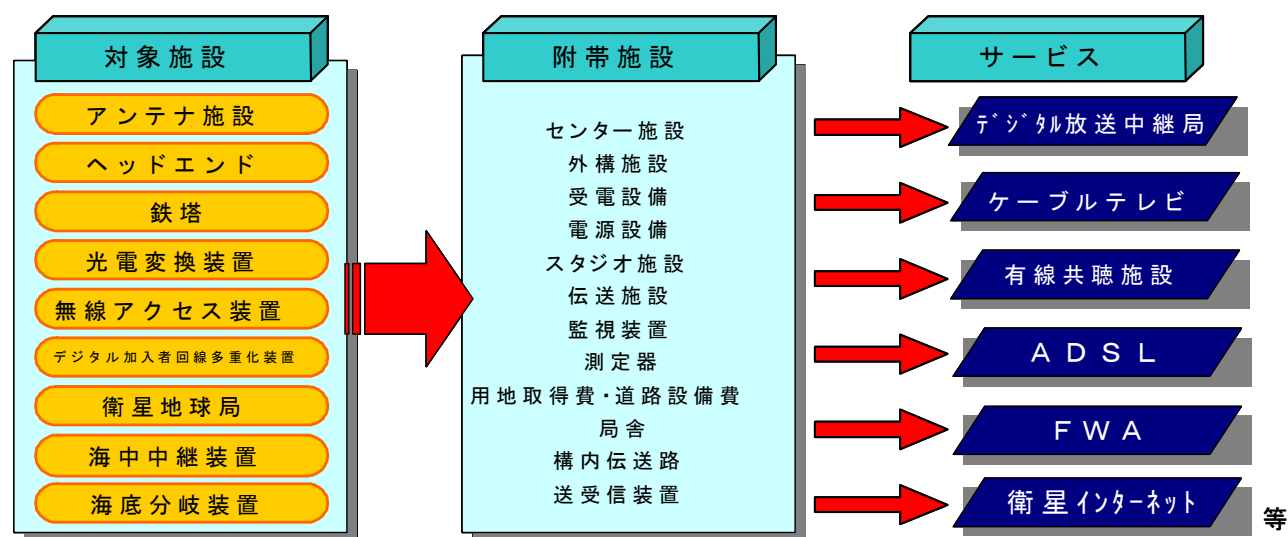 対象施設
アンテナ施設
ヘッドエンド
鉄塔
光電変換装置
無線アクセス装置
デジタル加入者回線多重化装置
衛星地球局
海中中継装置
海底分岐装置
附帯施設
センター施設
外構施設
受電設備
電源設備
スタジオ施設
伝送施設
監視装置
測定器
用地取得費・道路設備費
局舎
構内伝送路
送受信装置
サービス
ﾃﾞｼﾞﾀﾙ放送中継局
ケーブルテレビ
有線共聴施設
ＡＤＳＬ
ＦＷＡ
衛星ｲﾝﾀｰﾈｯﾄ
等